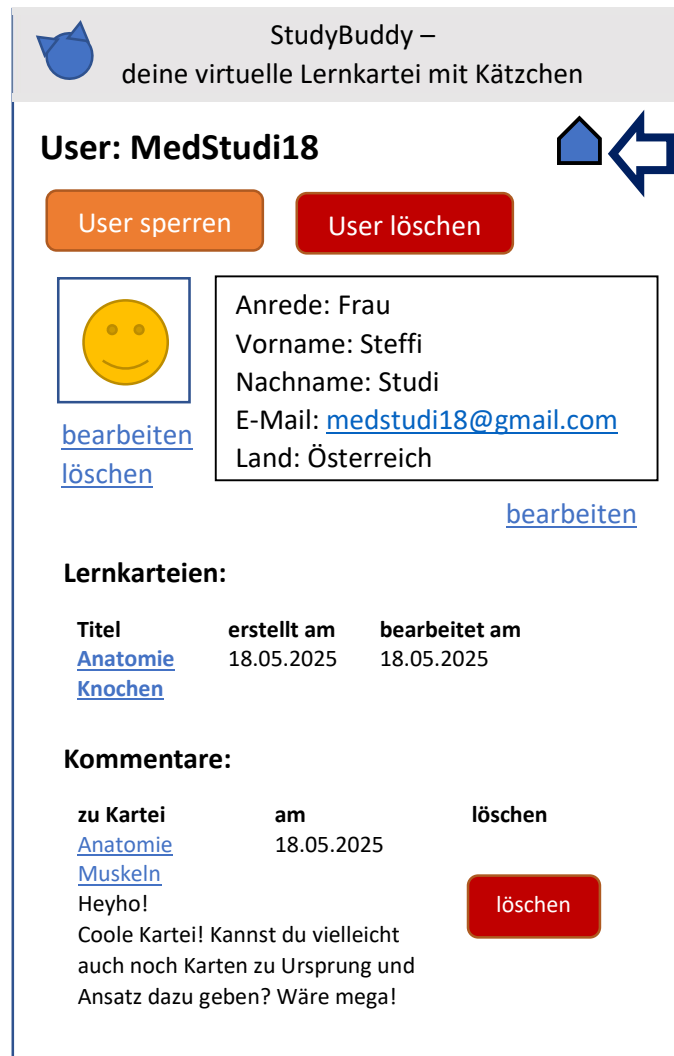 StudyBuddy –
deine virtuelle Lernkartei mit Kätzchen
User: MedStudi18
User sperren
User löschen
Anrede: Frau
Vorname: Steffi
Nachname: Studi
E-Mail: medstudi18@gmail.com
Land: Österreich
bearbeiten
löschen
bearbeiten
Lernkarteien:
Titel erstellt am bearbeitet am
Anatomie 18.05.2025 18.05.2025
Knochen
Kommentare:
zu Kartei am löschen
Anatomie 18.05.2025
Muskeln
Heyho!
löschen
Coole Kartei! Kannst du vielleicht
auch noch Karten zu Ursprung und
Ansatz dazu geben? Wäre mega!